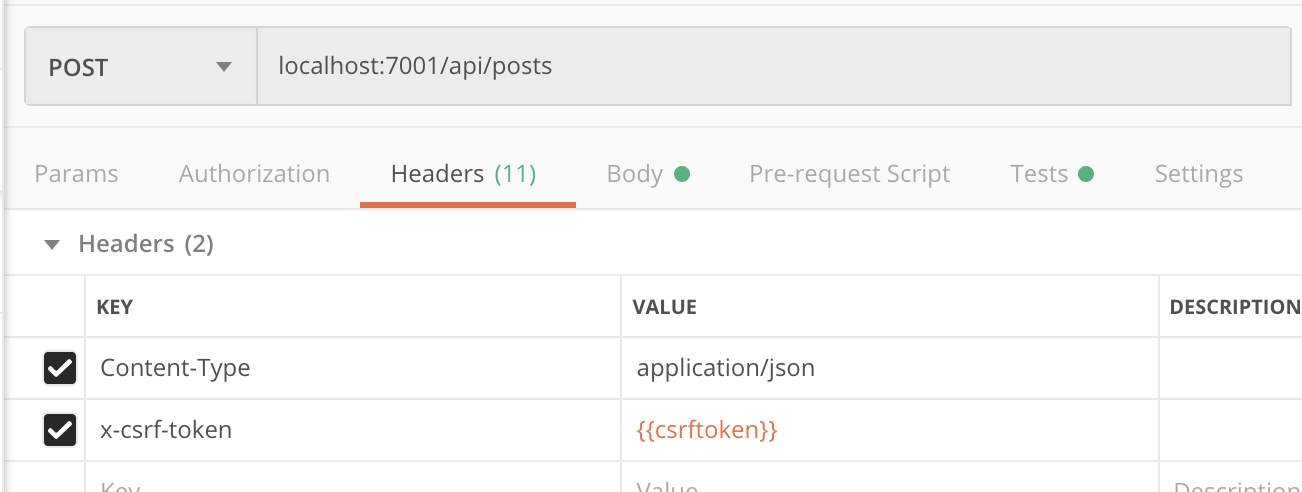 POST localhost:7001/api/posts
Params Authorization Headers (11) Body Pre-request Script Tests Settings
Headers (2)
KEY VALUE DESCRIPTION
Content-Type application/json
x-csrf-token {{csrftoken}}
Key Value Description